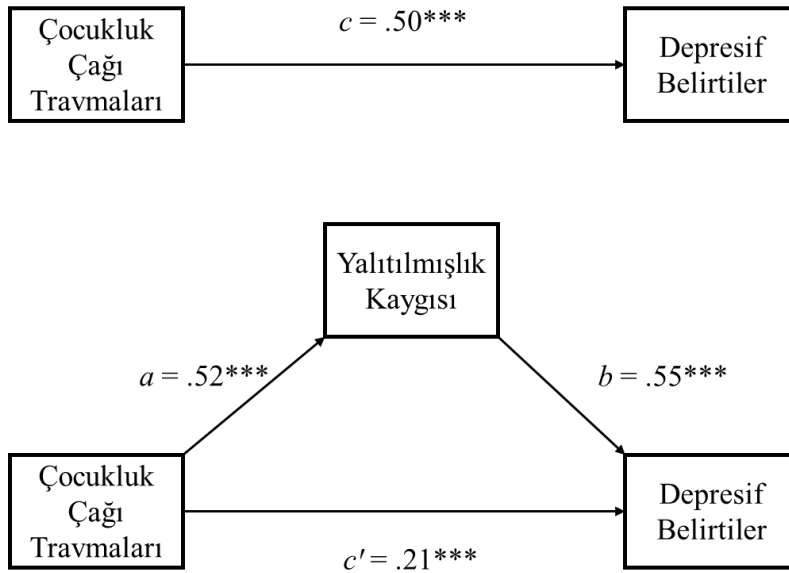 c = .50***
Çocukluk
Çağı
Travmaları
Depresif
Belirtiler
Yalıtılmışlık
Kaygısı
a = .52***
b = .55***
Çocukluk
Çağı
Travmaları
Depresif
Belirtiler
c′ = .21***